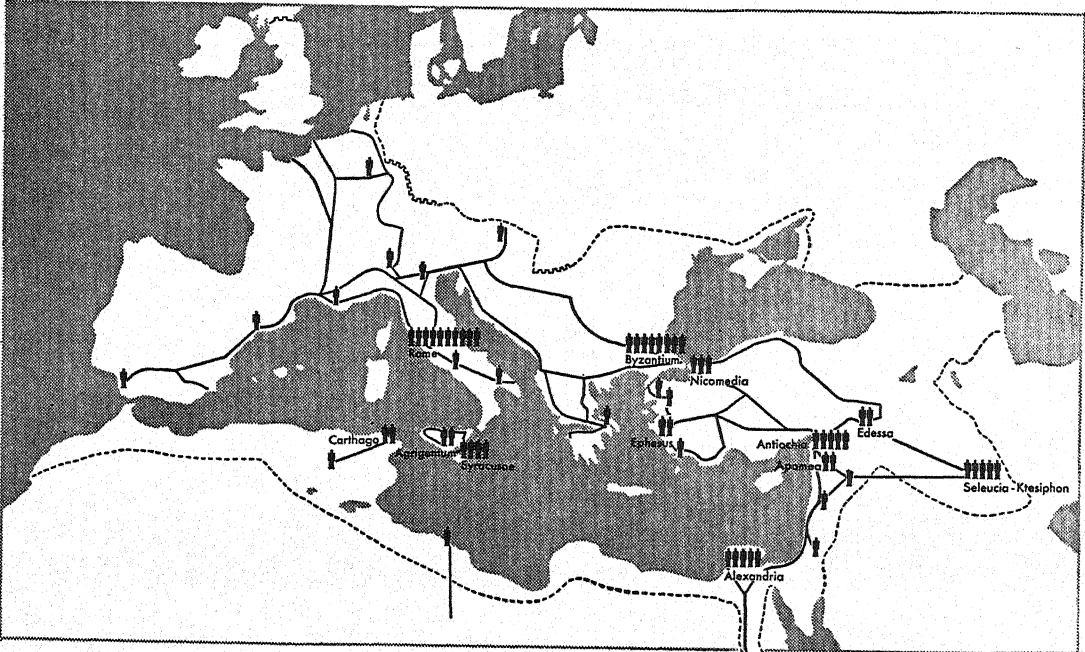 Rome
Byzantium
Nicomedia
Carthago
Agrigentum
Syracusae
Ephesus
Antiochia
Edessa
Apamea
Seleucia-Ktesiphon
Alexandria